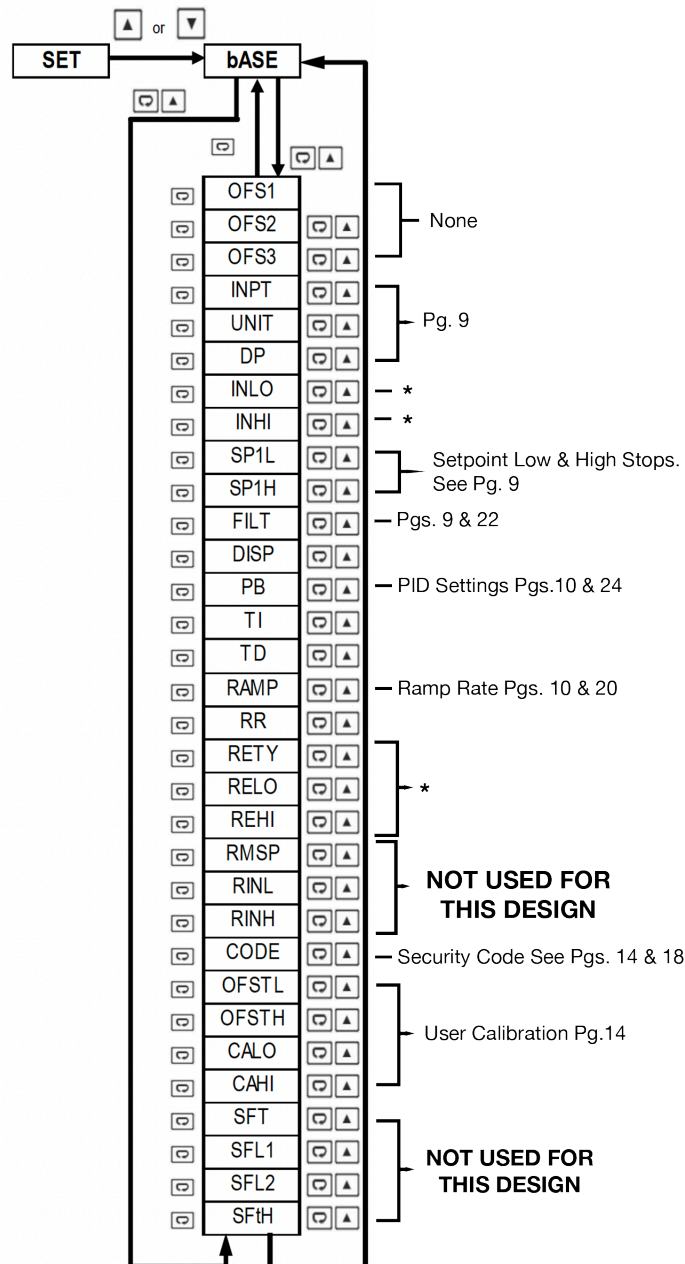 or
SET
bASE
OFS1
OFS2
None
OFS3
INPT
UNIT
Pg. 9
DP
INLO
*
INHI
*
SP1L
Setpoint Low & High Stops.
See Pg. 9
SP1H
FILT
Pgs. 9 & 22
DISP
PB
PID Settings Pgs.10 & 24
TI
TD
RAMP
Ramp Rate Pgs. 10 & 20
RR
RETY
RELO
*
REHI
RMSP
RINL
NOT USED FOR
THIS DESIGN
RINH
CODE
Security Code See Pgs. 14 & 18
OFSTL
OFSTH
User Calibration Pg.14
CALO
CAHI
SFT
SFL1
NOT USED FOR
THIS DESIGN
SFL2
SFtH